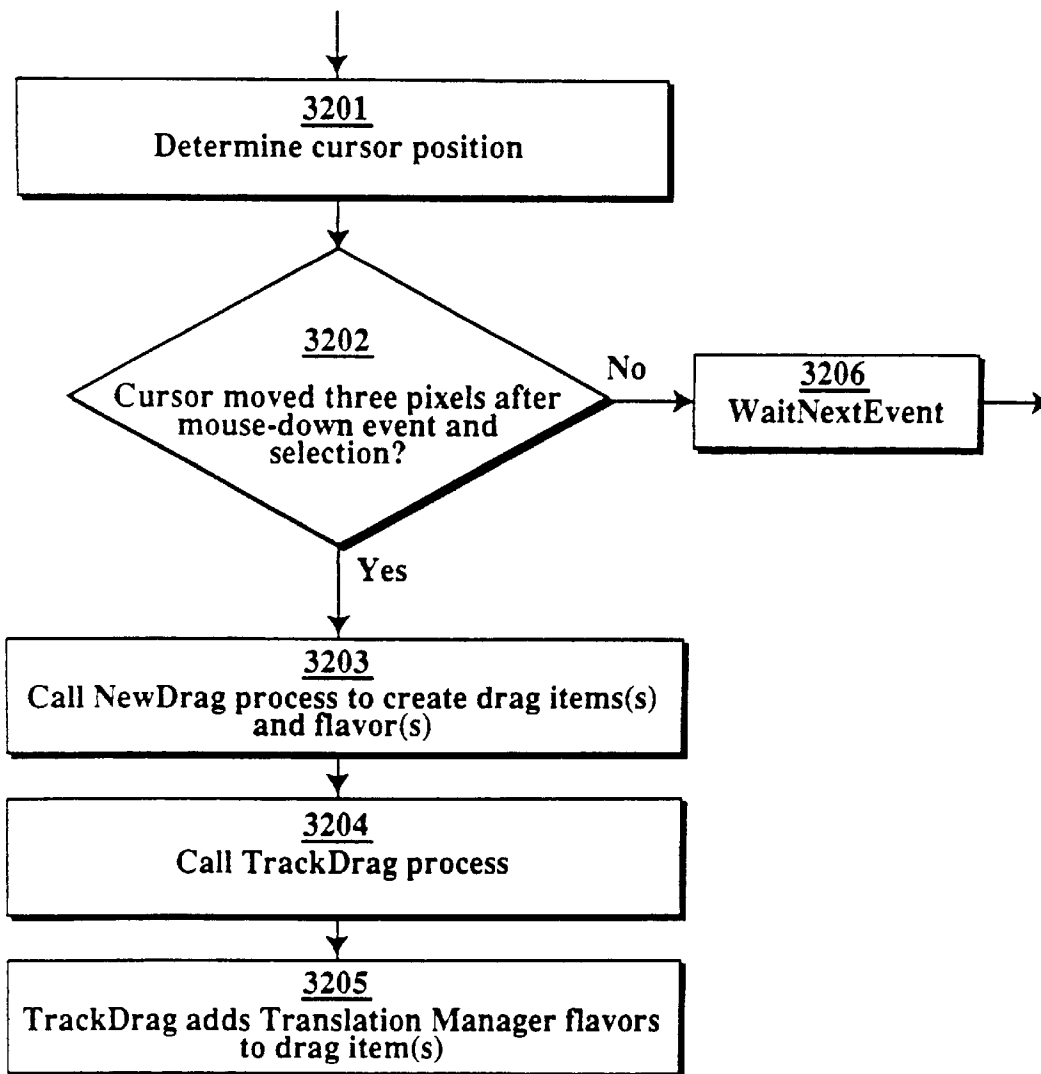 3201
Determine cursor position
3202
Cursor moved three pixels after
mouse-down event and
selection?
No
3206
WaitNextEvent
Yes
3203
Call NewDrag process to create drag items(s)
and flavor(s)
3204
Call TrackDrag process
3205
TrackDrag adds Translation Manager flavors
to drag item(s)